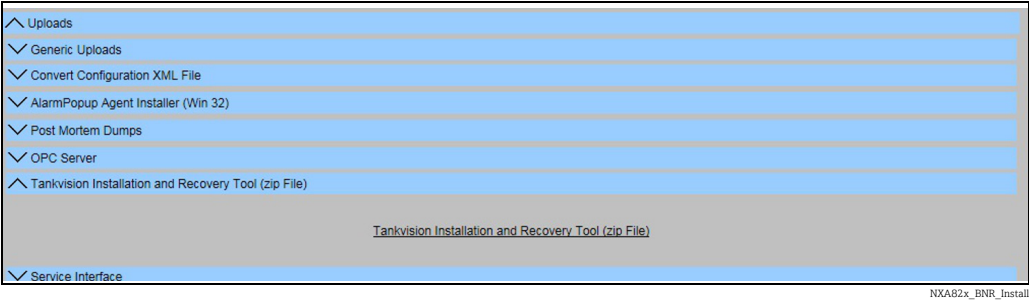 Uploads
Generic Uploads
Convert Configuration XML File
AlarmPopup Agent Installer (Win 32)
Post Mortem Dumps
OPC Server
Tankvision Installation and Recovery Tool (zip File)
Tankvision Installation and Recovery Tool (zip File)
Service Interface
NXA82x_BNR_Install